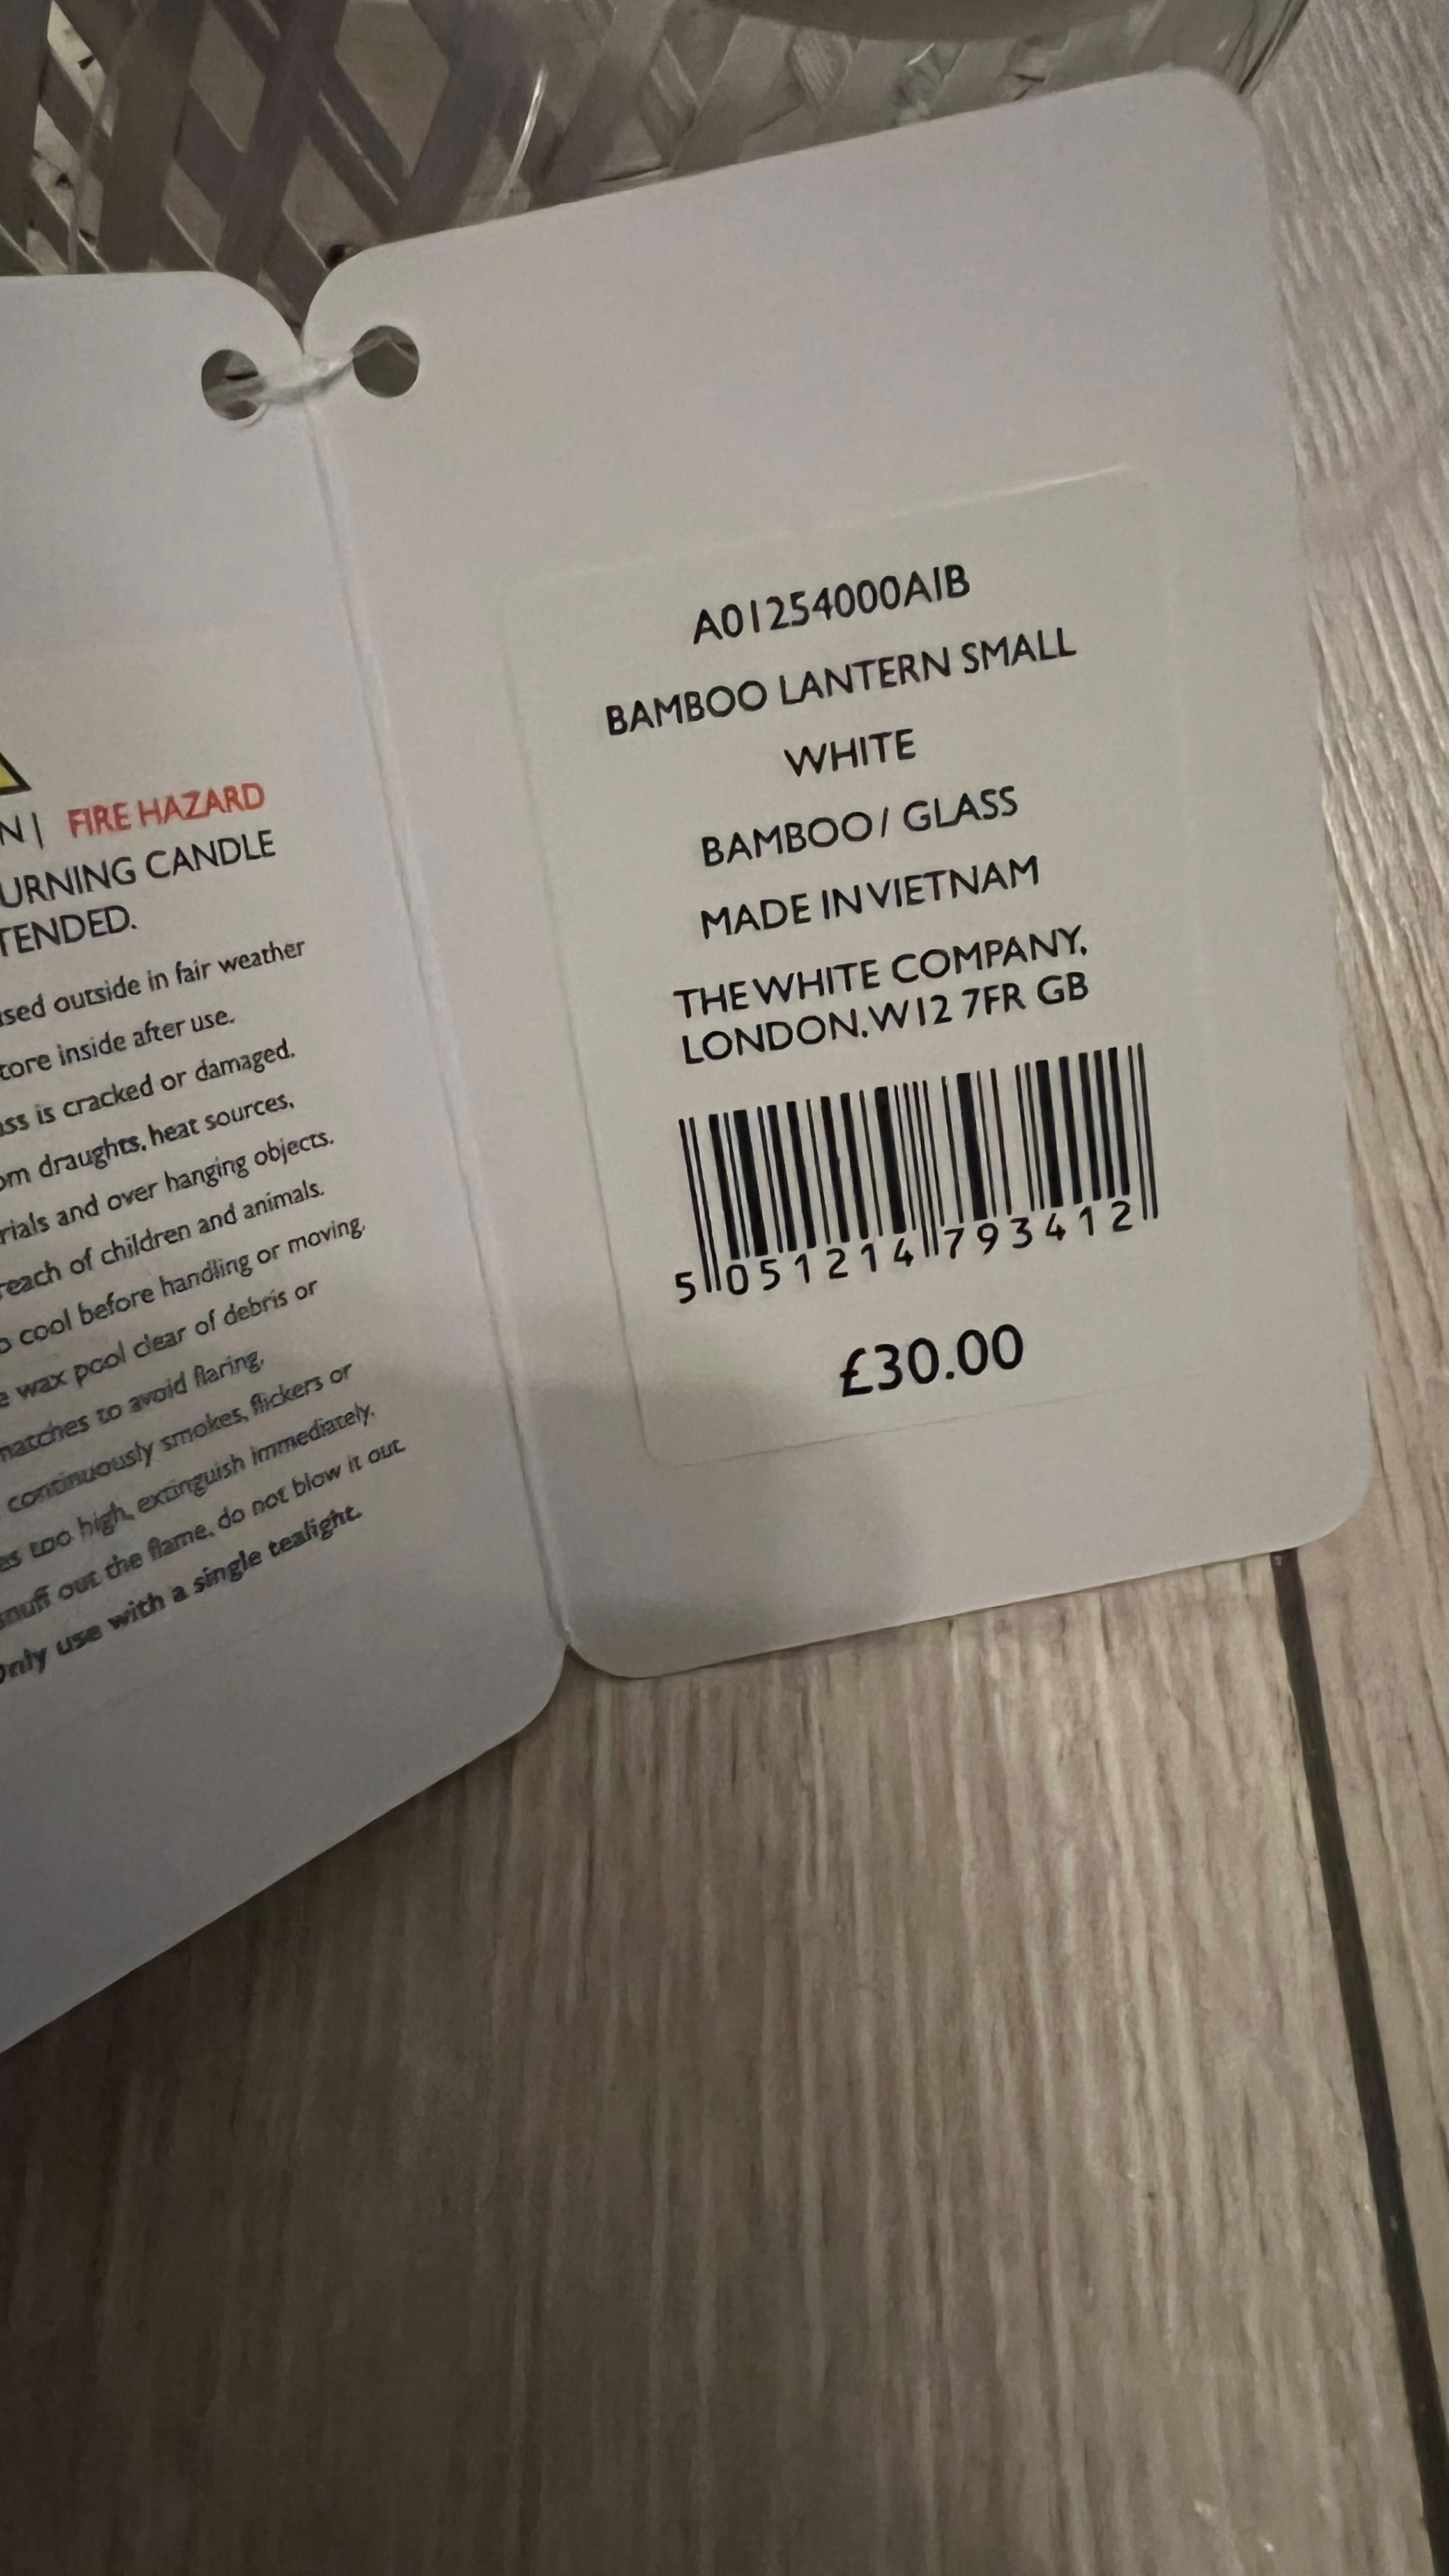 N | FIRE HAZARD
URNING CANDLE
TENDED.
used outside in fair weather
tore inside after use.
ass is cracked or damaged.
om draughts, heat sources,
rials and over hanging objects.
reach of children and animals.
o cool before handling or moving.
e wax pool clear of debris or
matches to avoid flaring.
continuously smokes, flickers or
es too high, extinguish immediately.
snuff out the flame, do not blow it out.
Only use with a single tealight.
A01254000AIB
BAMBOO LANTERN SMALL
WHITE
BAMBOO/ GLASS
MADE IN VIETNAM
THE WHITE COMPANY,
LONDON, W12 7FR GB
5 051214 793412
£30.00